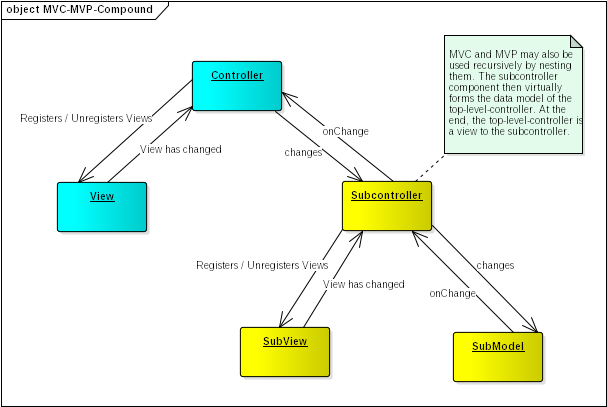 object MVC-MVP-Compound
Controller
MVC and MVP may also be
used recursively by nesting
them. The subcontroller
component then virtually
forms the data model of the
top-level-controller. At the
end, the top-level-controller is
a view to the subcontroller.
Registers / Unregisters Views
onChange
View has changed
changes
View
Subcontroller
Registers / Unregisters Views
changes
View has changed
onChange
SubView
SubModel